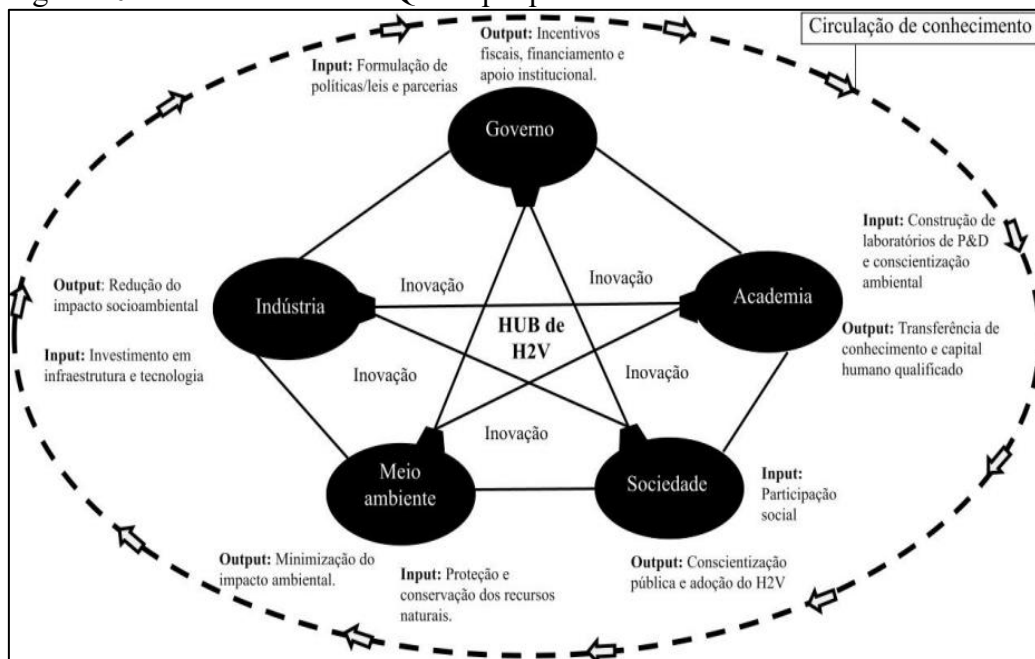 Circulação de conhecimento
Output: Incentivos
fiscais, financiamento e
apoio institucional.
Input: Formulação de
políticas/leis e parcerias
Governo
Input: Construção de
laboratórios de P&D
e conscientização
ambiental
Output: Redução do
impacto socioambiental
Indústria
Inovação
Inovação
Academia
HUB de
H2V
Output: Transferência de
conhecimento e capital
humano qualificado
Input: Investimento em
infraestrutura e tecnologia
Inovação
Inovação
Inovação
Meio
ambiente
Sociedade
Input:
Participação
social
Output: Minimização do
impacto ambiental.
Input: Proteção e
conservação dos recursos
naturais.
Output: Conscientização
pública e adoção do H2V